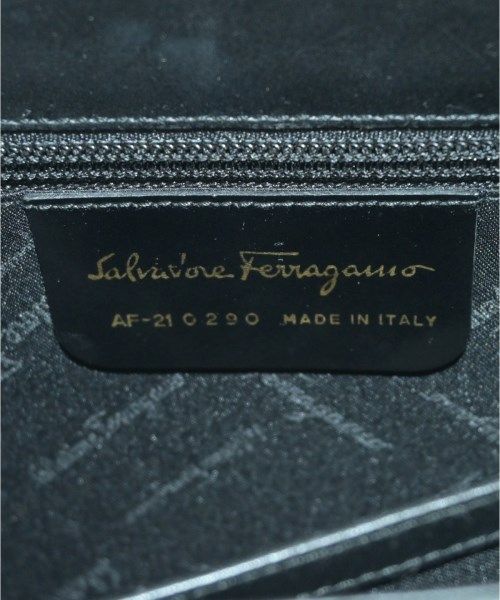 Salvatore Ferragamo
AF-21 0290 MADE IN ITALY